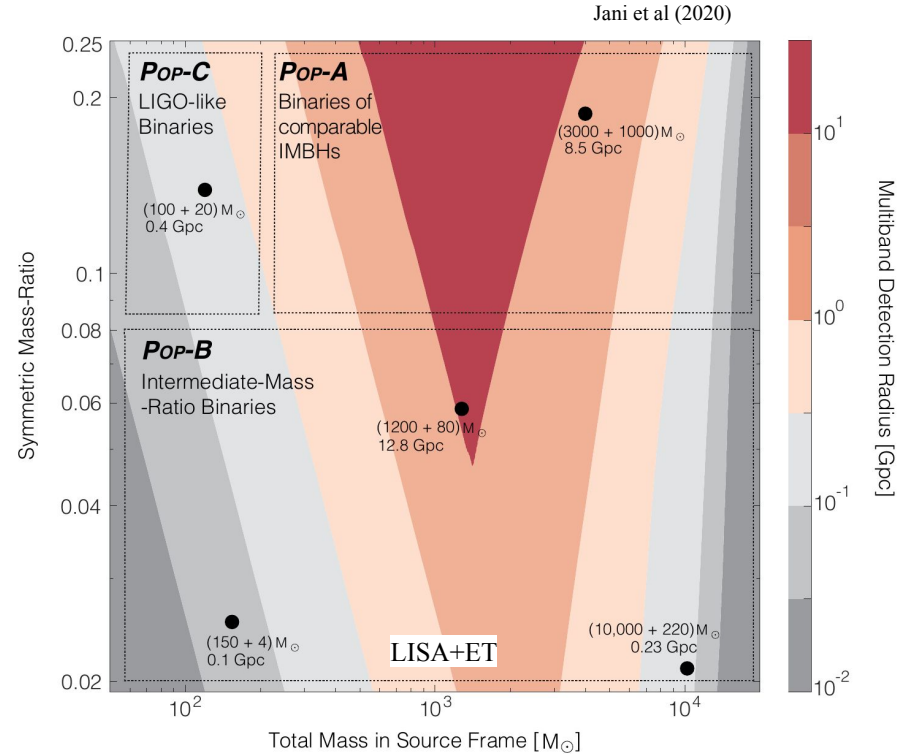 Jani et al (2020)
0.25
0.2
0.1
0.08
0.06
0.04
0.02
Symmetric Mass-Ratio
POP-C
LIGO-like
Binaries
(100 + 20) M⊙
0.4 Gpc
POP-A
Binaries of
comparable
IMBHs
(3000 + 1000) M⊙
8.5 Gpc
POP-B
Intermediate-Mass
-Ratio Binaries
(1200 + 80) M⊙
12.8 Gpc
(150 + 4) M⊙
0.1 Gpc
LISA+ET
(10,000 + 220) M⊙
0.23 Gpc
10² 10³ 10⁴
Total Mass in Source Frame [M⊙]
10¹
10⁰
10⁻¹
10⁻²
Multiband Detection Radius [Gpc]